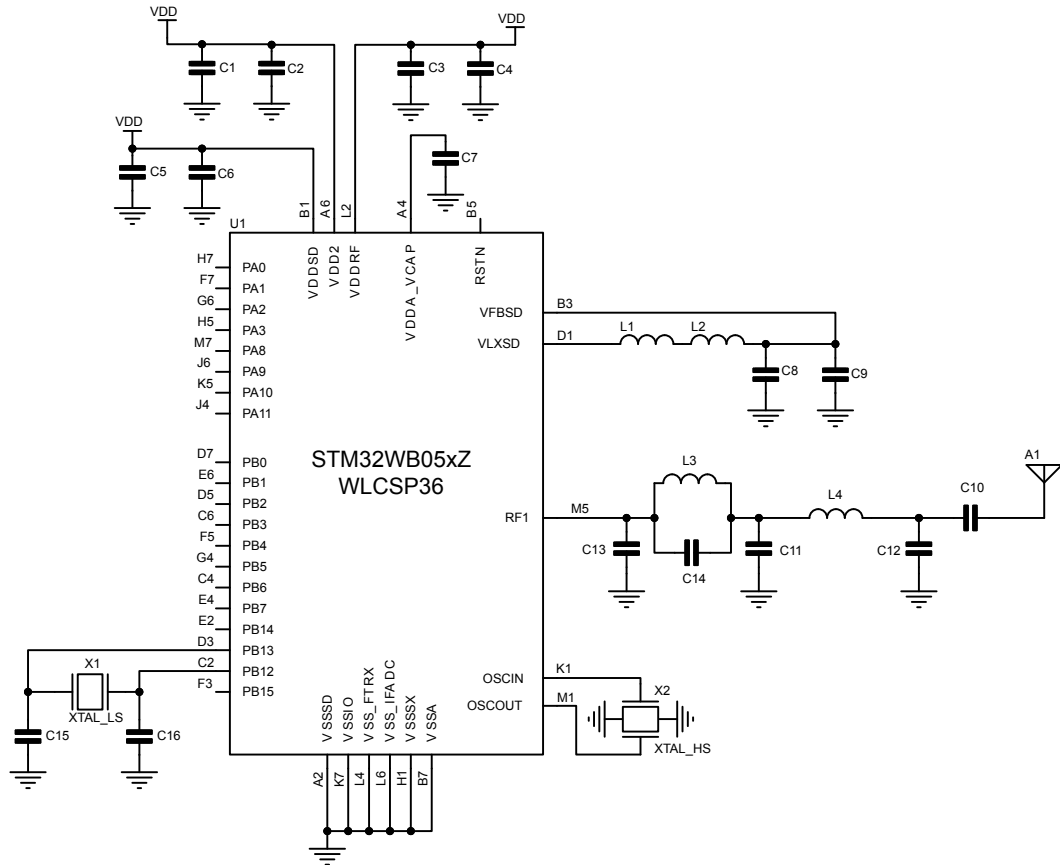 VDD
VDD
C1
C2
C3
C4
VDD
C5
C6
C7
B1
A6
L2
A4
B5
U1
VDDSD
VDD2
VDDRF
VDDA_VCAP
RSTN
H7 PA0
F7 PA1
G6 PA2
H5 PA3
M7 PA8
J6 PA9
K5 PA10
J4 PA11
D7 PB0
E6 PB1
D5 PB2
C6 PB3
F5 PB4
G4 PB5
C4 PB6
E4 PB7
E2 PB14
D3 PB13
C2 PB12
F3 PB15
STM32WB05xZ
WLCSP36
VFBSD B3
VLXSD D1
L1
L2
C8
C9
RF1 M5
L3
C13
C14
C11
L4
C12
C10
A1
OSCIN K1
OSCOUT M1
X2
XTAL_HS
X1
XTAL_LS
C15
C16
VSSSD
VSSIO
VSS_FTRX
VSS_IFADC
VSSSX
VSSA
A2
K7
L4
L6
H1
B7